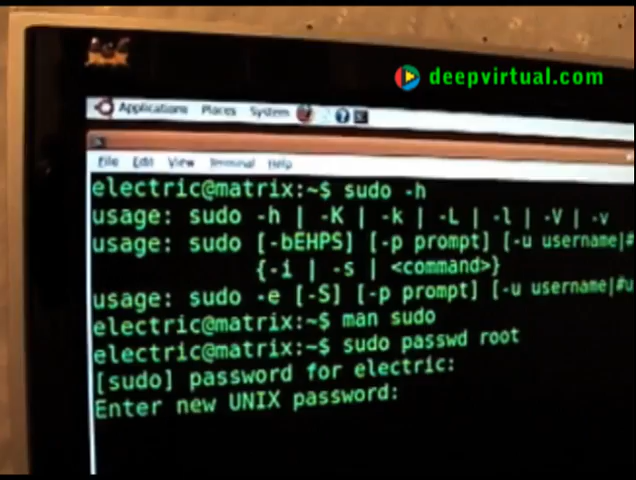 deepvirtual.com
Applications Places System
File Edit View Terminal Help
electric@matrix:~$ sudo -h
usage: sudo -h | -K | -k | -L | -l | -V | -v
usage: sudo [-bEHPS] [-p prompt] [-u username|#
{-i | -s | <command>}
usage: sudo -e [-S] [-p prompt] [-u username|#u
electric@matrix:~$ man sudo
electric@matrix:~$ sudo passwd root
[sudo] password for electric:
Enter new UNIX password: